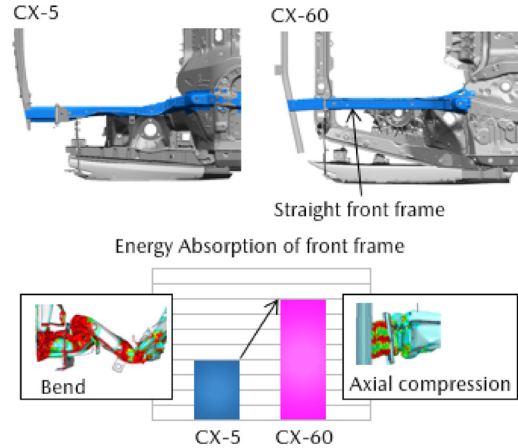 CX-5
CX-60
Straight front frame
Energy Absorption of front frame
Bend
Axial compression
CX-5
CX-60